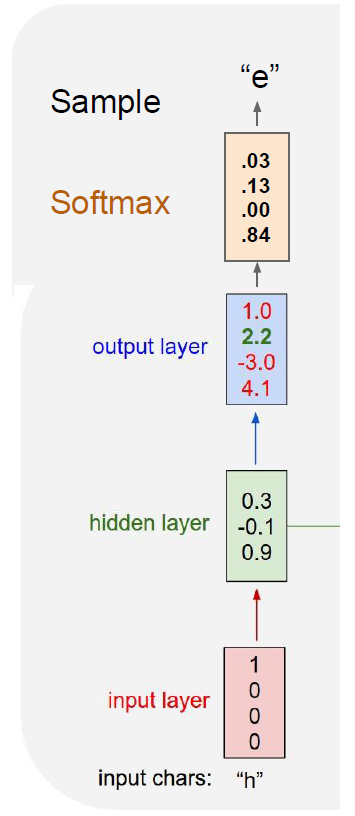 “e”
Sample
.03
.13
Softmax
.00
.84
1.0
output layer
2.2
-3.0
4.1
0.3
hidden layer
-0.1
0.9
1
input layer
0
0
0
input chars: “h”